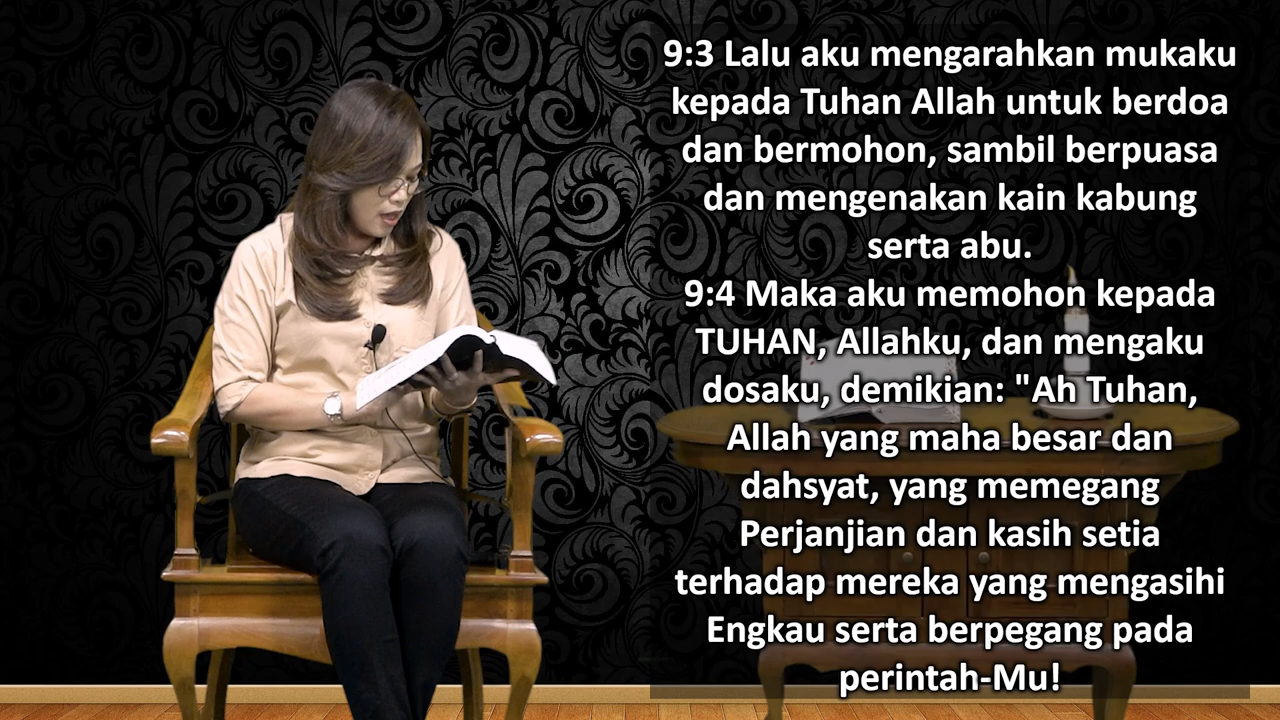 9:3 Lalu aku mengarahkan mukaku
kepada Tuhan Allah untuk berdoa
dan bermohon, sambil berpuasa
dan mengenakan kain kabung
serta abu.
9:4 Maka aku memohon kepada
TUHAN, Allahku, dan mengaku
dosaku, demikian: "Ah Tuhan,
Allah yang maha besar dan
dahsyat, yang memegang
Perjanjian dan kasih setia
terhadap mereka yang mengasihi
Engkau serta berpegang pada
perintah-Mu!